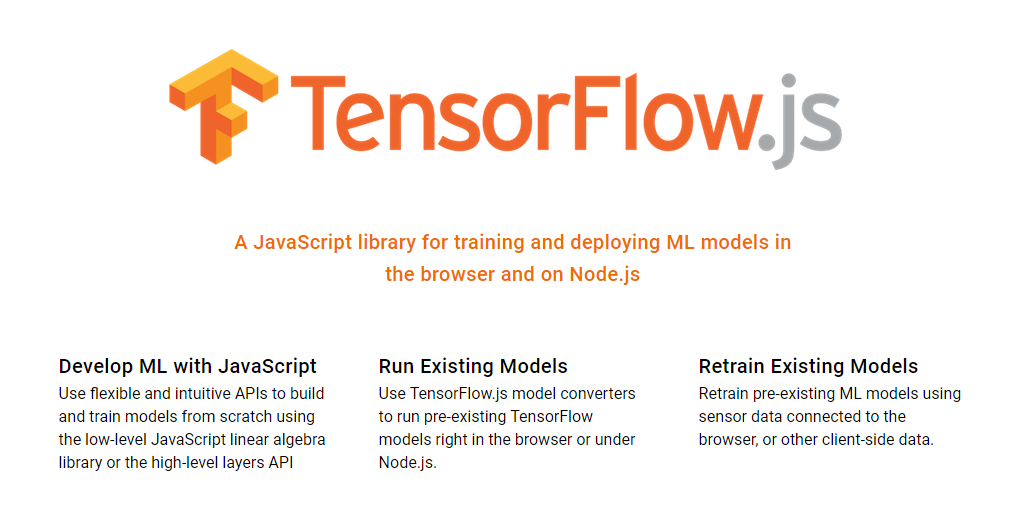 TensorFlow.js
A JavaScript library for training and deploying ML models in
the browser and on Node.js
Develop ML with JavaScript
Use flexible and intuitive APIs to build
and train models from scratch using
the low-level JavaScript linear algebra
library or the high-level layers API
Run Existing Models
Use TensorFlow.js model converters
to run pre-existing TensorFlow
models right in the browser or under
Node.js.
Retrain Existing Models
Retrain pre-existing ML models using
sensor data connected to the
browser, or other client-side data.